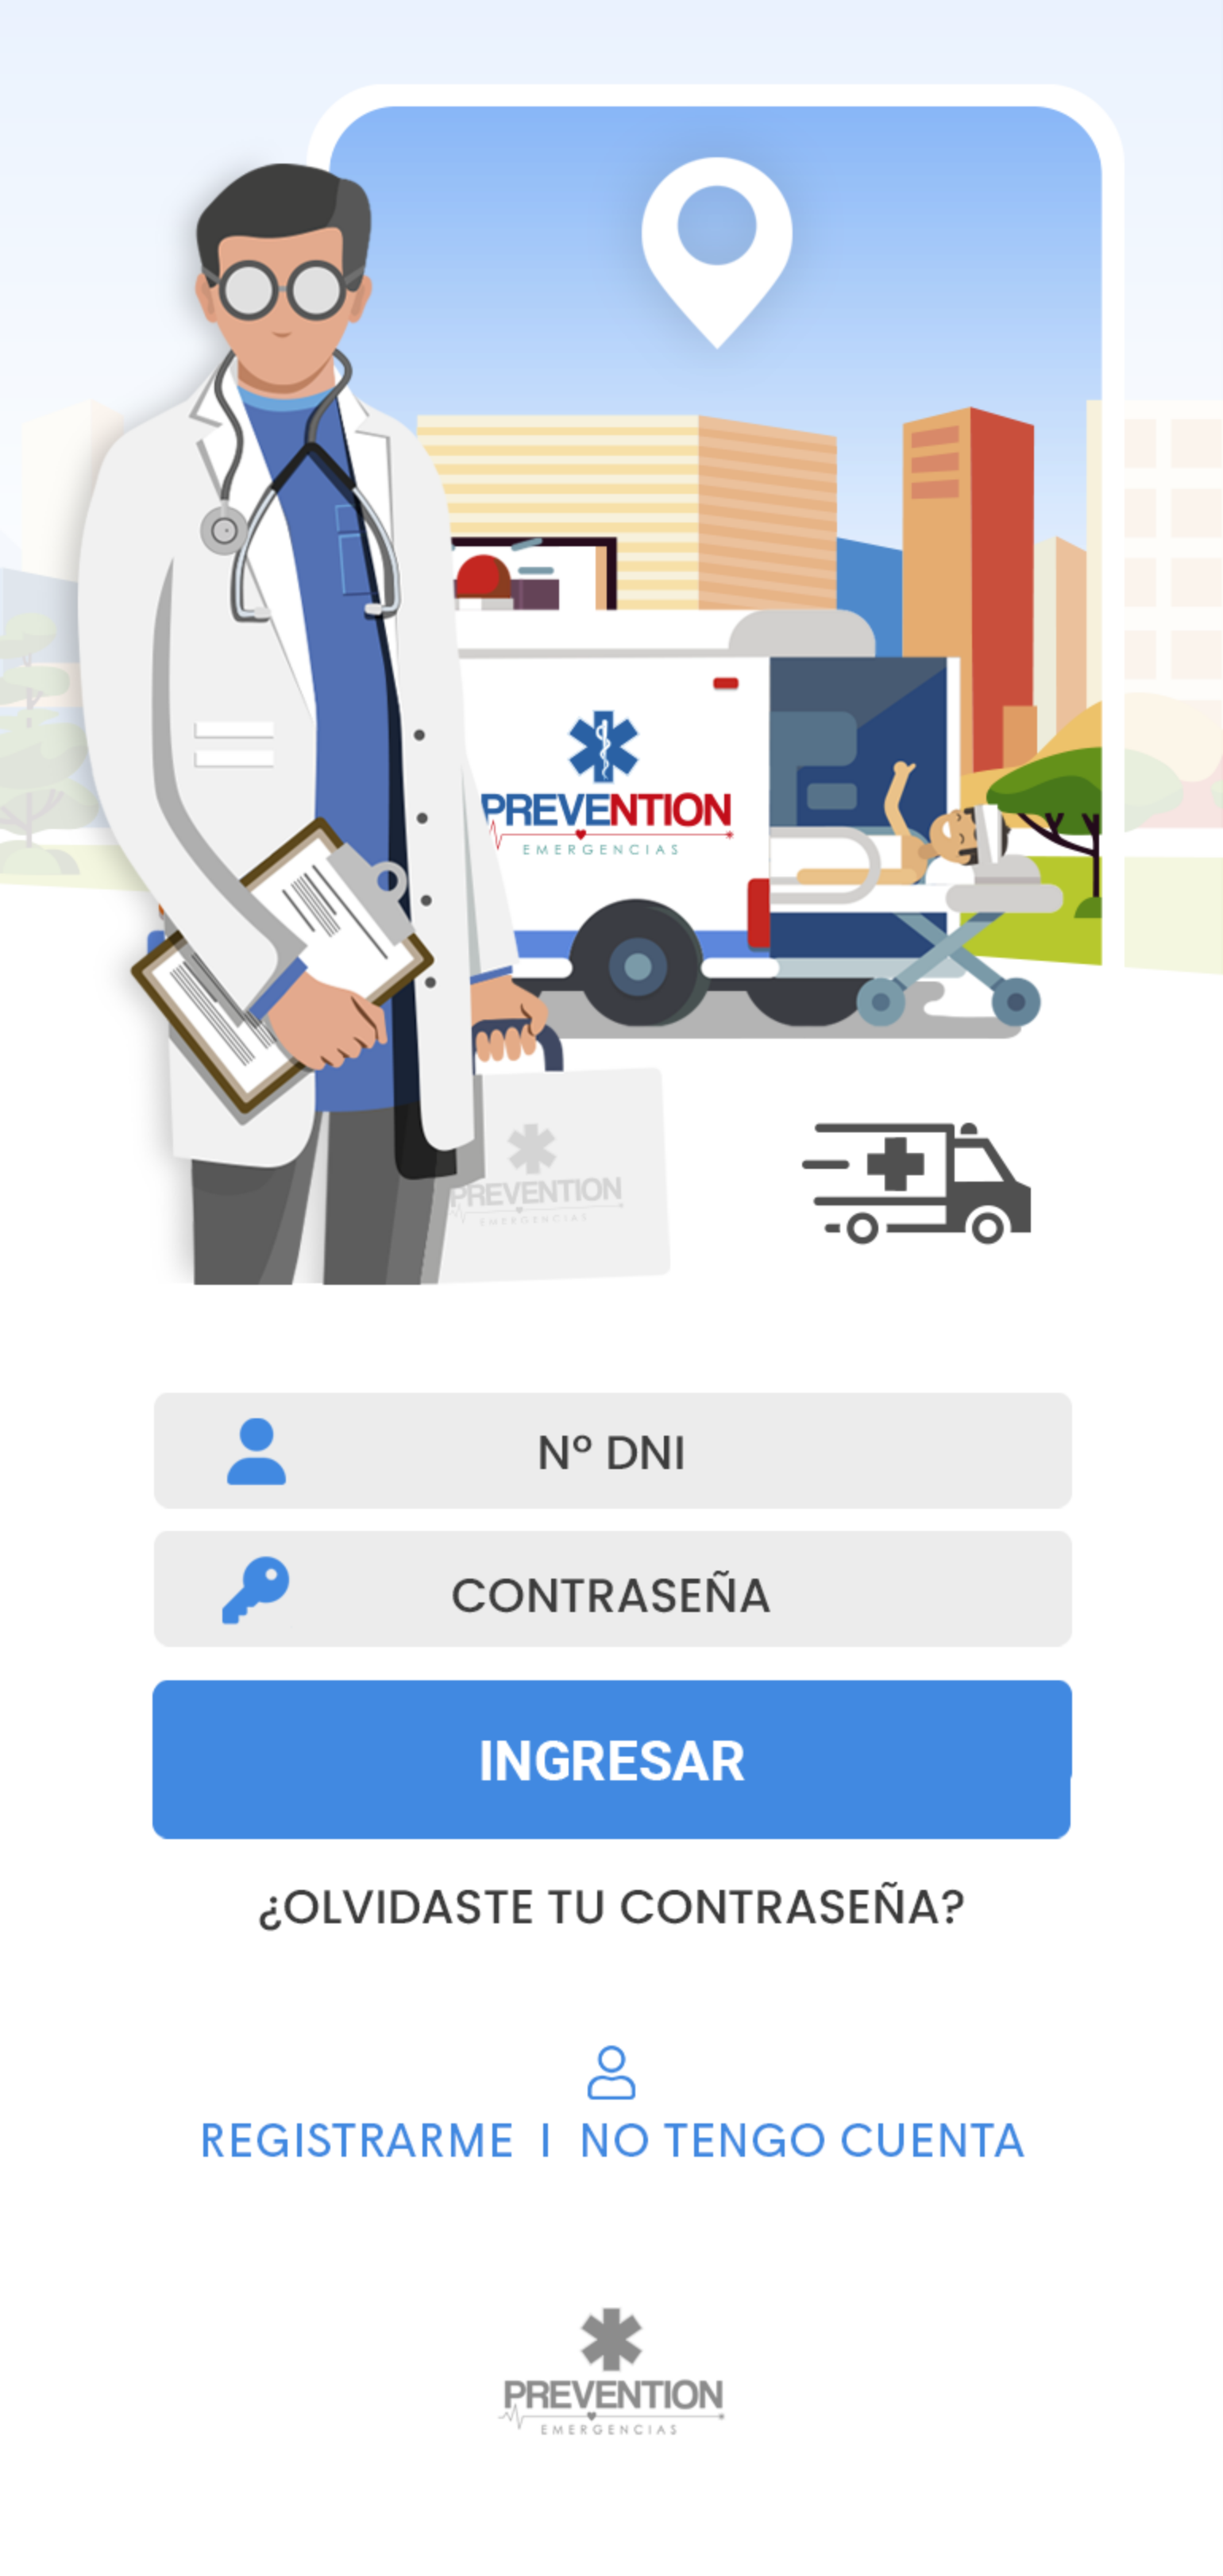 PREVENTION
EMERGENCIAS
PREVENTION
EMERGENCIAS
Nº DNI
CONTRASEÑA
INGRESAR
¿OLVIDASTE TU CONTRASEÑA?
REGISTRARME | NO TENGO CUENTA
PREVENTION
EMERGENCIAS